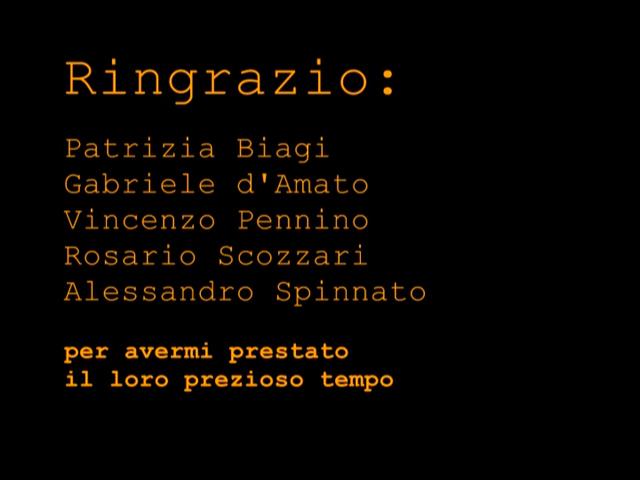 Ringrazio:
Patrizia Biagi
Gabriele d'Amato
Vincenzo Pennino
Rosario Scozzari
Alessandro Spinnato
per avermi prestato
il loro prezioso tempo